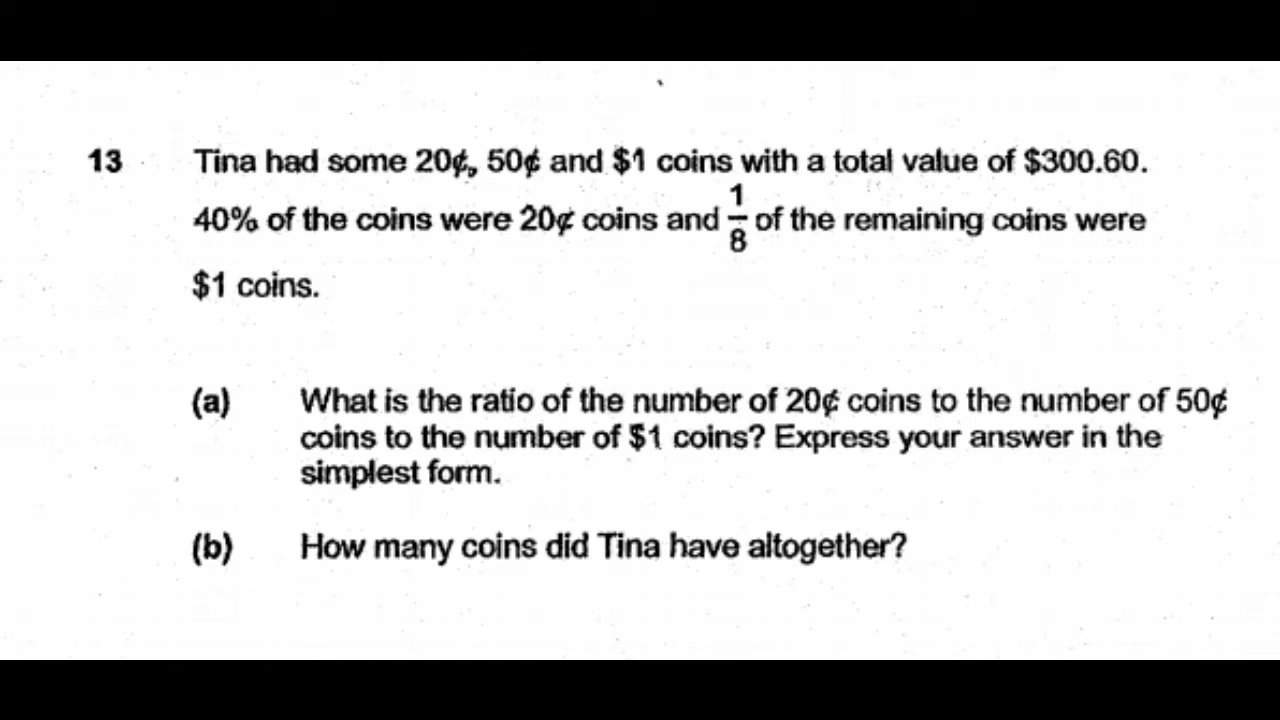 13 Tina had some 20¢, 50¢ and $1 coins with a total value of $300.60.
40% of the coins were 20¢ coins and 1/8 of the remaining coins were
$1 coins.
(a) What is the ratio of the number of 20¢ coins to the number of 50¢
coins to the number of $1 coins? Express your answer in the
simplest form.
(b) How many coins did Tina have altogether?